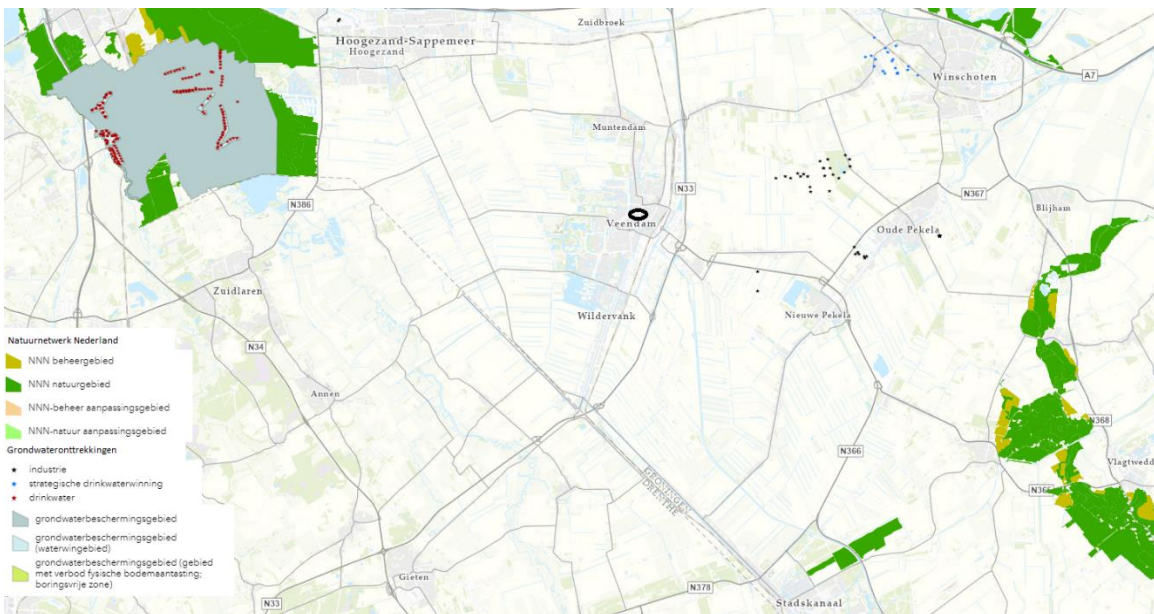 Zuidbroek
Hoogezand-Sappemeer
Hoogezand
Winschoten
A7
Muntendam
N33
N386
N367
Blijham
Veendam
Oude Pekela
Zuidlaren
Wildervank
Nieuwe Pekela
N34
Annen
N368
N366
Vlagtwedd
N365
GRONINGEN
DRENTHE
Gieten
N378
N33
Stadskanaal
Natuurnetwerk Nederland
NNN beheergebied
NNN natuurgebied
NNN-beheer aanpassingsgebied
NNN-natuur aanpassingsgebied
Grondwateronttrekkingen
industrie
strategische drinkwaterwinning
drinkwater
grondwaterbeschermingsgebied
grondwaterbeschermingsgebied
(waterwingebied)
grondwaterbeschermingsgebied (gebied
met verbod fysische bodemaantasting;
boringsvrije zone)